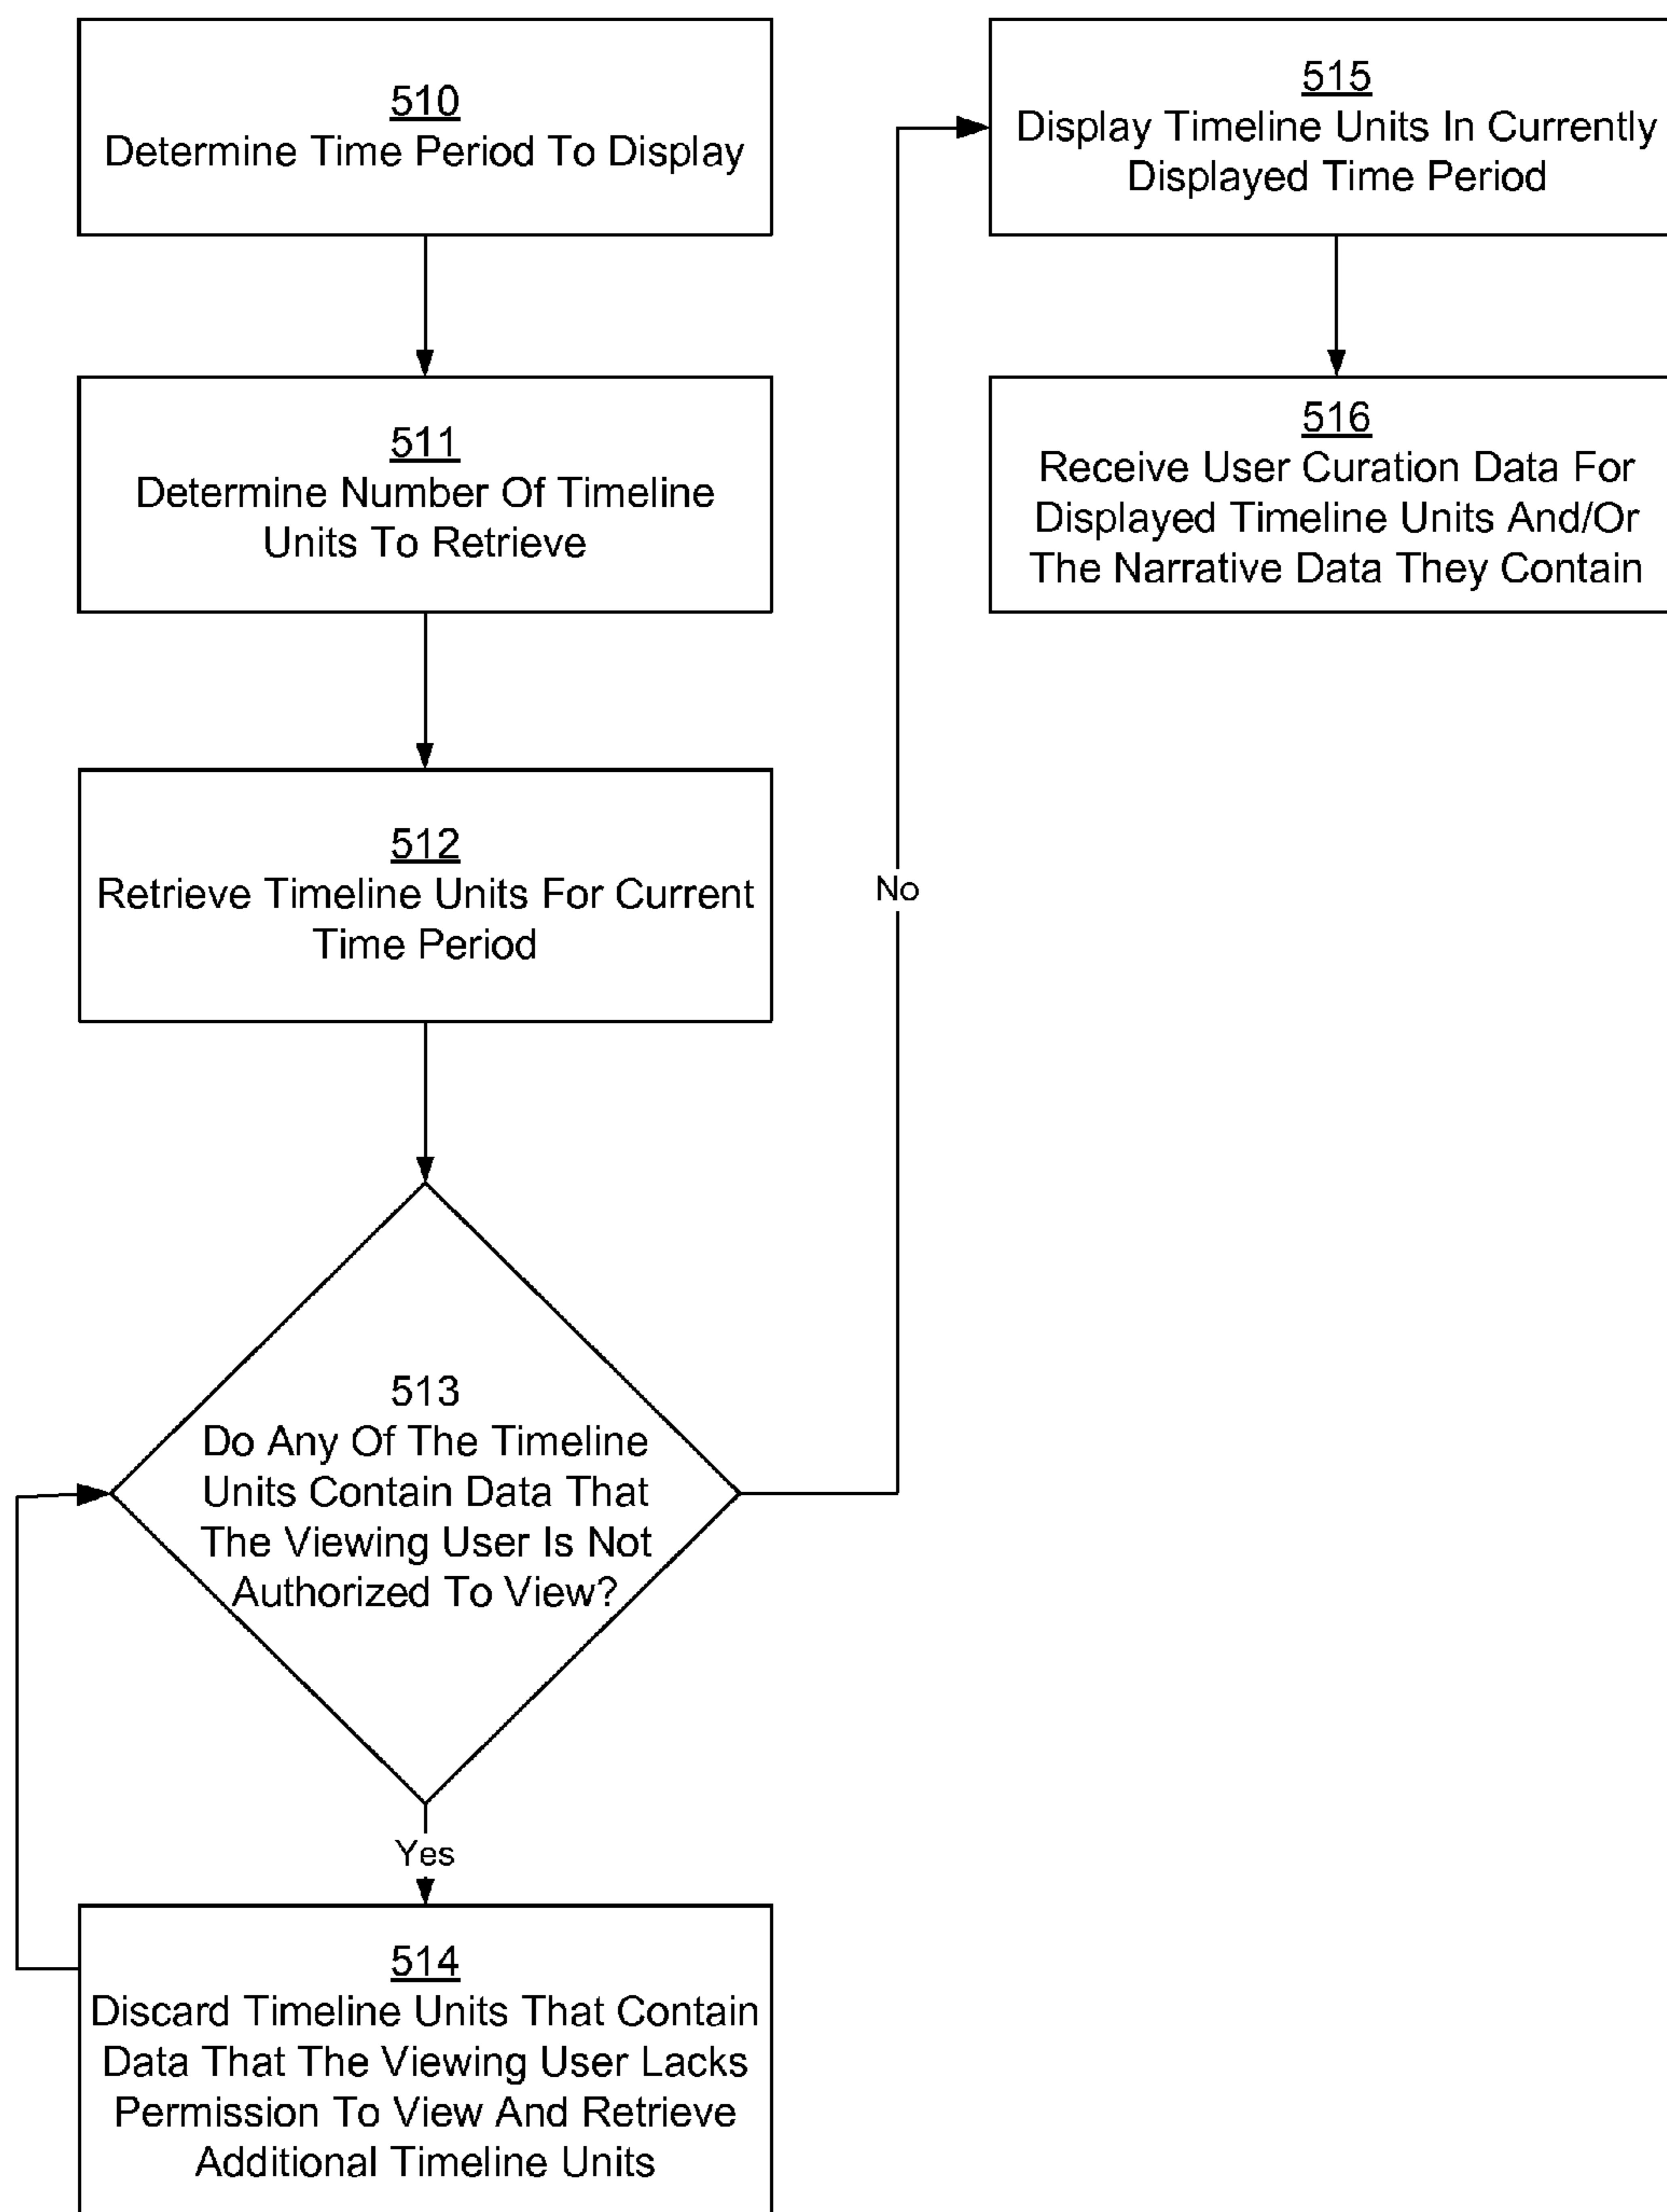 510
Determine Time Period To Display
511
Determine Number Of Timeline
Units To Retrieve
512
Retrieve Timeline Units For Current
Time Period
513
Do Any Of The Timeline
Units Contain Data That
The Viewing User Is Not
Authorized To View?
Yes
514
Discard Timeline Units That Contain
Data That The Viewing User Lacks
Permission To View And Retrieve
Additional Timeline Units
No
515
Display Timeline Units In Currently
Displayed Time Period
516
Receive User Curation Data For
Displayed Timeline Units And/Or
The Narrative Data They Contain